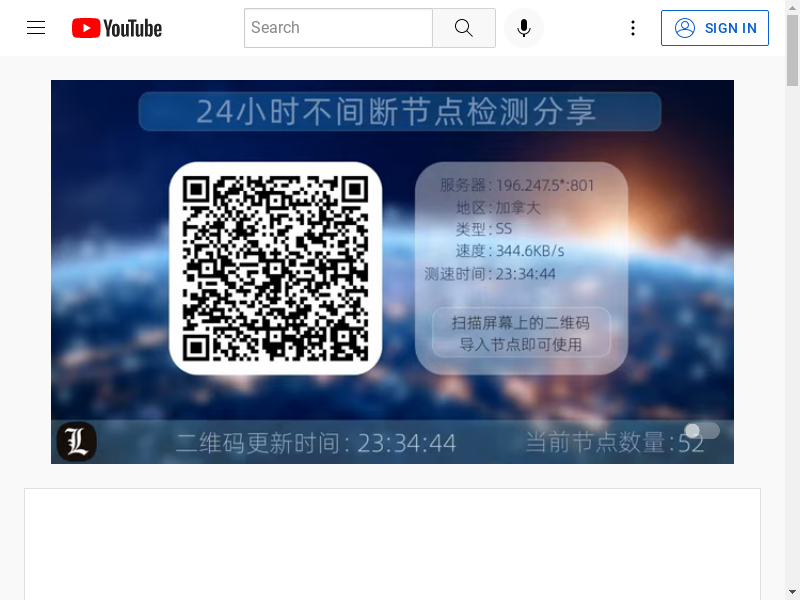 YouTube
Search
SIGN IN
24小时不间断节点检测分享
服务器: 196.247.5*:801
地区: 加拿大
类型: SS
速度: 344.6KB/s
测速时间: 23:34:44
扫描屏幕上的二维码
导入节点即可使用
L
二维码更新时间: 23:34:44
当前节点数量:52